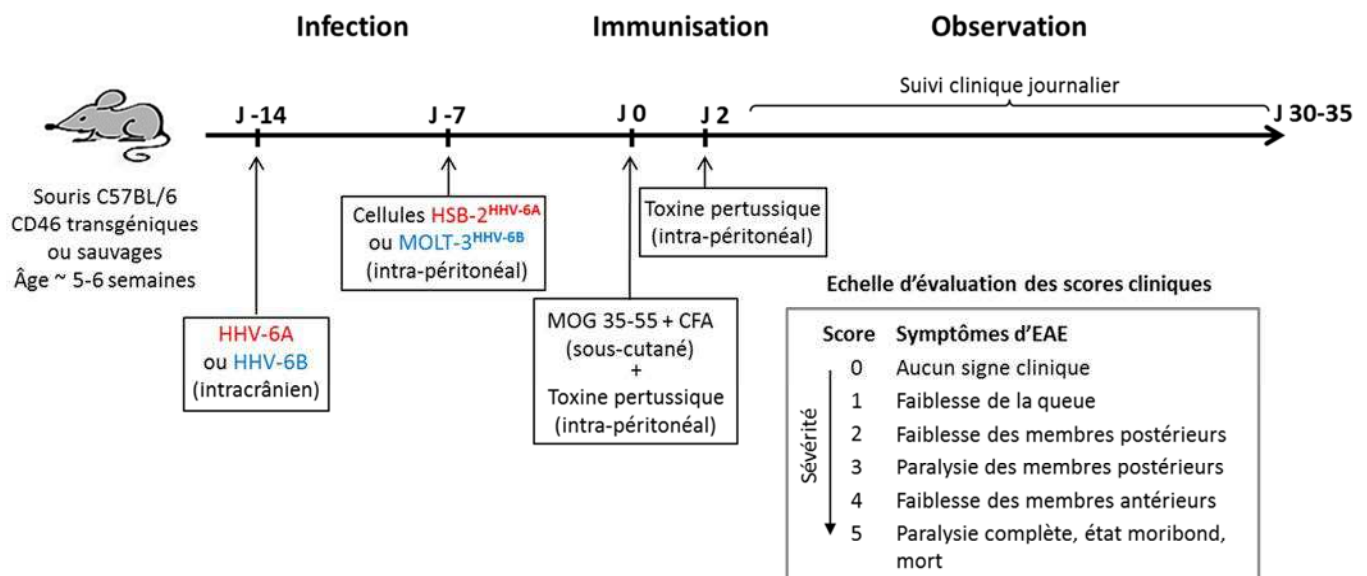 Infection
Immunisation
Observation
Suivi clinique journalier
J -14
J -7
J 0
J 2
J 30-35
Souris C57BL/6
CD46 transgéniques
ou sauvages
Âge ~ 5-6 semaines
HHV-6A
ou HHV-6B
(intracrânien)
Cellules HSB-2HHV-6A
ou MOLT-3HHV-6B
(intra-péritonéal)
MOG 35-55 + CFA
(sous-cutané)
+
Toxine pertussique
(intra-péritonéal)
Toxine pertussique
(intra-péritonéal)
Echelle d'évaluation des scores cliniques
Score Symptômes d'EAE
0 Aucun signe clinique
1 Faiblesse de la queue
2 Faiblesse des membres postérieurs
3 Paralysie des membres postérieurs
4 Faiblesse des membres antérieurs
5 Paralysie complète, état moribond,
mort
Sévérité